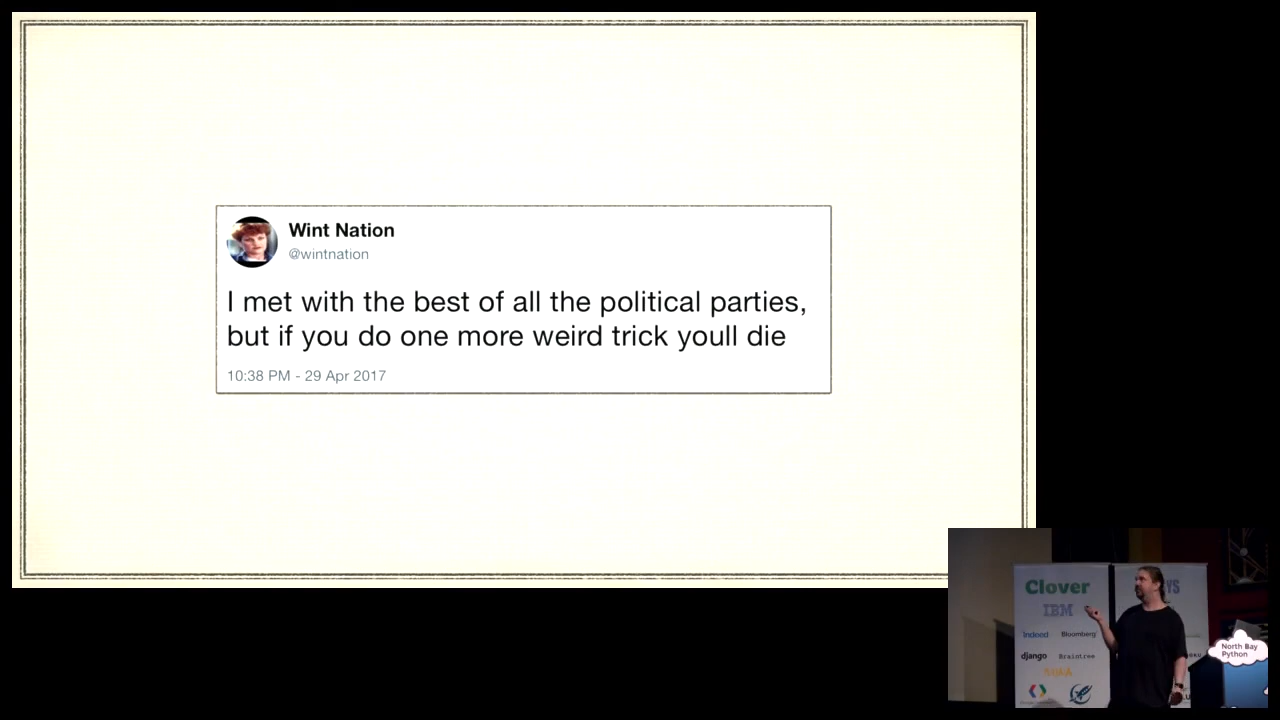 Wint Nation
@wintnation
I met with the best of all the political parties,
but if you do one more weird trick youll die
10:38 PM - 29 Apr 2017
Clover
IBM
indeed Bloomberg
django Braintree
North Bay
Python